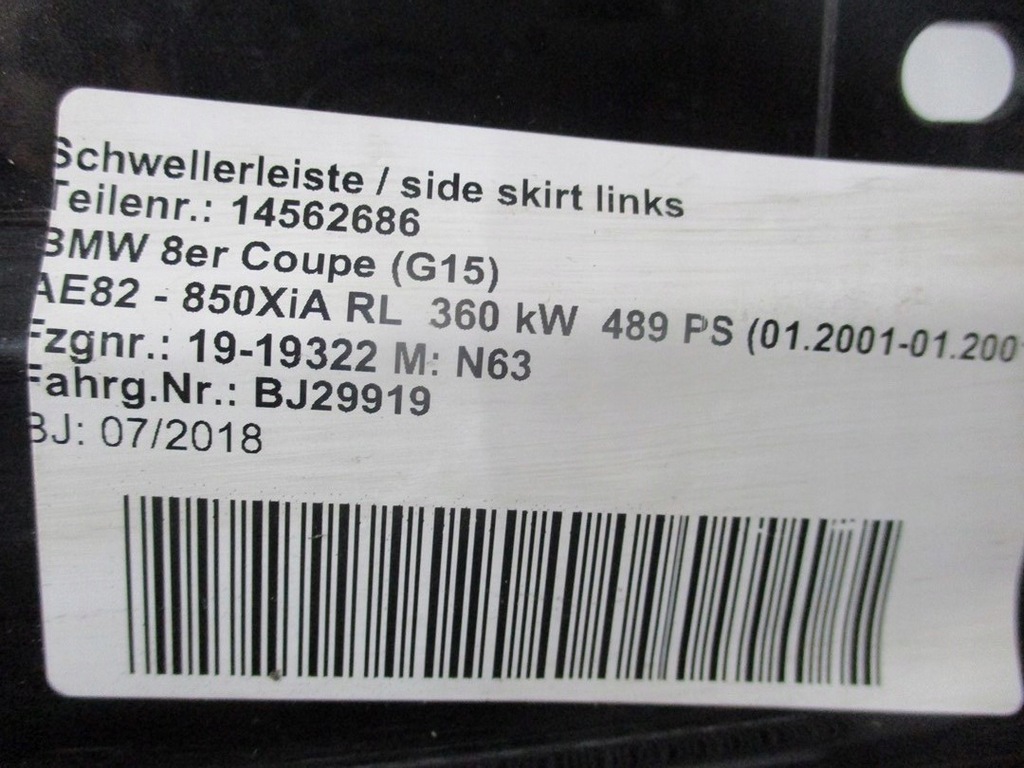 Schwellerleiste / side skirt links
Teilenr.: 14562686
BMW 8er Coupe (G15)
AE82 - 850XiA RL 360 kW 489 PS (01.2001-01.200
Fzgnr.: 19-19322 M: N63
Fahrg.Nr.: BJ29919
BJ: 07/2018